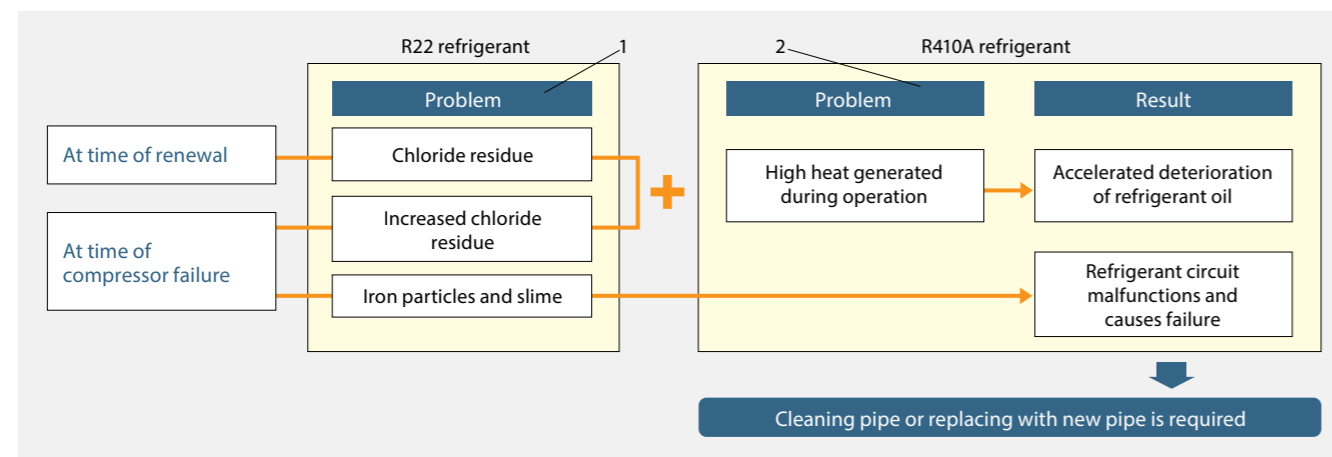 R22 refrigerant
1
2
R410A refrigerant
Problem
Problem
Result
At time of renewal
Chloride residue
High heat generated
during operation
Accelerated deterioration
of refrigerant oil
At time of
compressor failure
Increased chloride
residue
Iron particles and slime
Refrigerant circuit
malfunctions and
causes failure
Cleaning pipe or replacing with new pipe is required